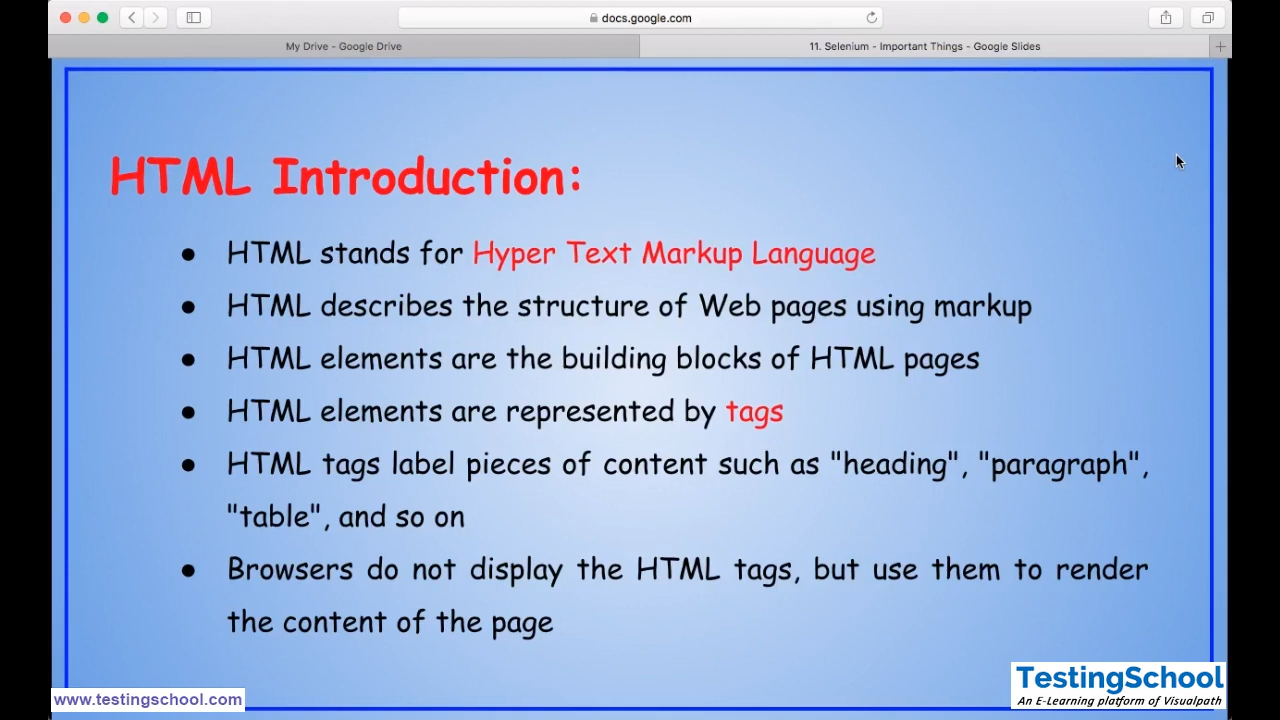 docs.google.com
My Drive - Google Drive
11. Selenium - Important Things - Google Slides
HTML Introduction:
● HTML stands for Hyper Text Markup Language
● HTML describes the structure of Web pages using markup
● HTML elements are the building blocks of HTML pages
● HTML elements are represented by tags
● HTML tags label pieces of content such as "heading", "paragraph",
"table", and so on
● Browsers do not display the HTML tags, but use them to render
the content of the page
www.testingschool.com
TestingSchool
An E-Learning platform of Visualpath